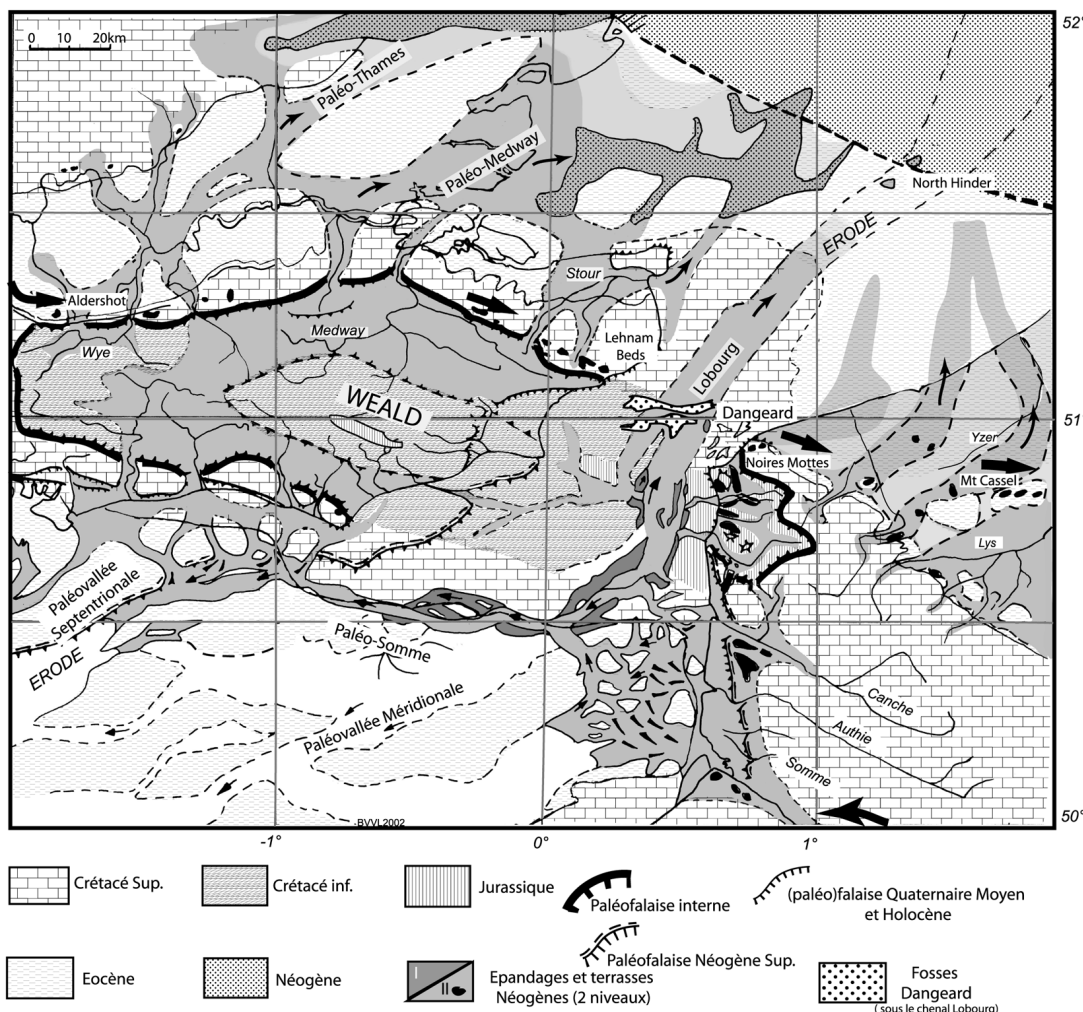 52°
0 10 20km
Paléo-Thames
Paléo-Medway
North Hinder
ERODE
Stour
Aldershot
Medway
Lehnam
Beds
Wye
Lobourg
WEALD
Dangeard
51
Yzer
Noires Mottes
Mt Cassel
Lys
Paléovallée
Septentrionale
ERODE
Paléo-Somme
Canche
Paléovallée Méridionale
Authie
Somme
BVVL2002
50°
-1° 0° 1°
Crétacé Sup.
Crétacé inf.
Jurassique
Paléofalaise interne
(paléo)falaise Quaternaire Moyen
et Holocène
Paléofalaise Néogène Sup.
Eocène
Néogène
I
II
Epandages et terrasses
Néogènes (2 niveaux)
Fosses
Dangeard
( sous le chenal Lobourg)